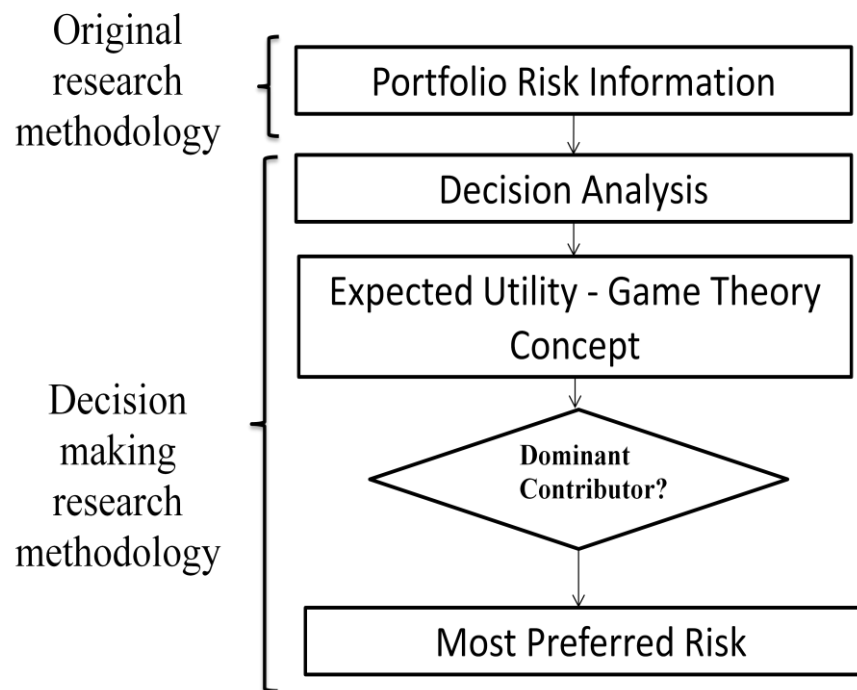 Original
research
methodology
Portfolio Risk Information
Decision Analysis
Expected Utility - Game Theory
Concept
Decision
making
research
methodology
Dominant
Contributor?
Most Preferred Risk